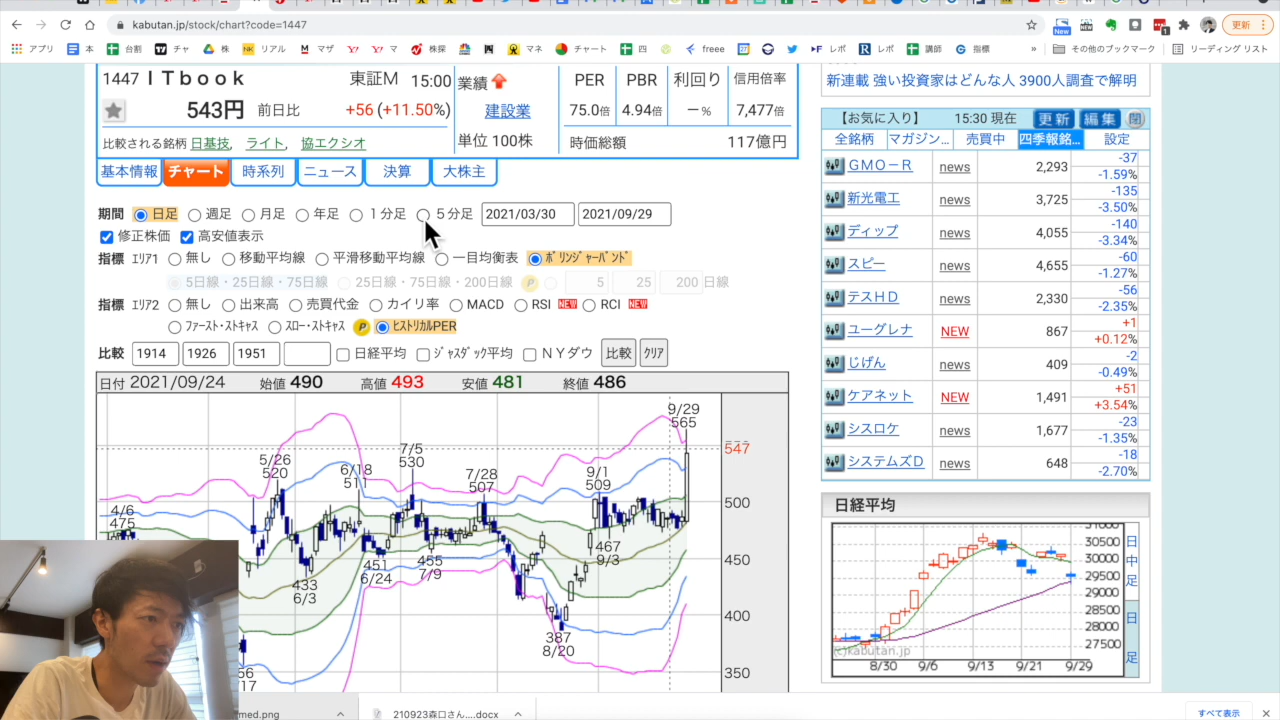 kabutan.jp/stock/chart?code=1447
更新
アプリ 本 台割 チャ 株 リアル マザ マ 株探 マネ チャート 四 freee レポ レポ 講師 指標 » その他のブックマーク リーディング リスト
1447 ITbook 東証M 15:00
543円 前日比 +56 (+11.50%)
比較される銘柄 日基技, ライト, 協エクシオ
業績
建設業
単位 100株
PER PBR 利回り 信用倍率
75.0倍 4.94倍 －% 7,477倍
時価総額 117億円
基本情報 チャート 時系列 ニュース 決算 大株主
期間 日足 週足 月足 年足 1分足 5分足 2021/03/30 2021/09/29
修正株価 高安値表示
指標 エリア1 無し 移動平均線 平滑移動平均線 一目均衡表 ボリンジャーバンド
5日線・25日線・75日線 25日線・75日線・200日線 P 5 25 200 日線
指標 エリア2 無し 出来高 売買代金 カイリ率 MACD RSI NEW RCI NEW
ファースト・ストキャス スロー・ストキャス P ヒストリカルPER
比較 1914 1926 1951 日経平均 ジャスダック平均 NYダウ 比較 クリア
日付 2021/09/24 始値 490 高値 493 安値 481 終値 486
9/29
565
547
7/5
530
5/26
520
6/18
511
7/28
507
9/1
509
500
4/6
475
467
9/3
451
6/24
455
7/9
450
433
6/3
400
387
8/20
350
56
17
新連載 強い投資家はどんな人 3900人調査で解明
【お気に入り】 15:30 現在 更新 編集 閉
全銘柄 マガジン... 売買中 四季報銘... 設定
GMO－R news 2,293 -37 -1.59%
新光電工 news 3,725 -135 -3.50%
ディップ news 4,055 -140 -3.34%
スピー news 4,655 -60 -1.27%
テスHD news 2,330 -56 -2.35%
ユーグレナ NEW 867 +1 +0.12%
じげん news 409 -2 -0.49%
ケアネット NEW 1,491 +51 +3.54%
シスロケ news 1,677 -23 -1.35%
システムズD news 648 -18 -2.70%
日経平均
31000
30500
30000
29500
29000
28500
28000
27500
(c)kabutan.jp
8/30 9/6 9/13 9/21 9/29
日中足
日足
med.png
210923森口さん....docx
すべて表示